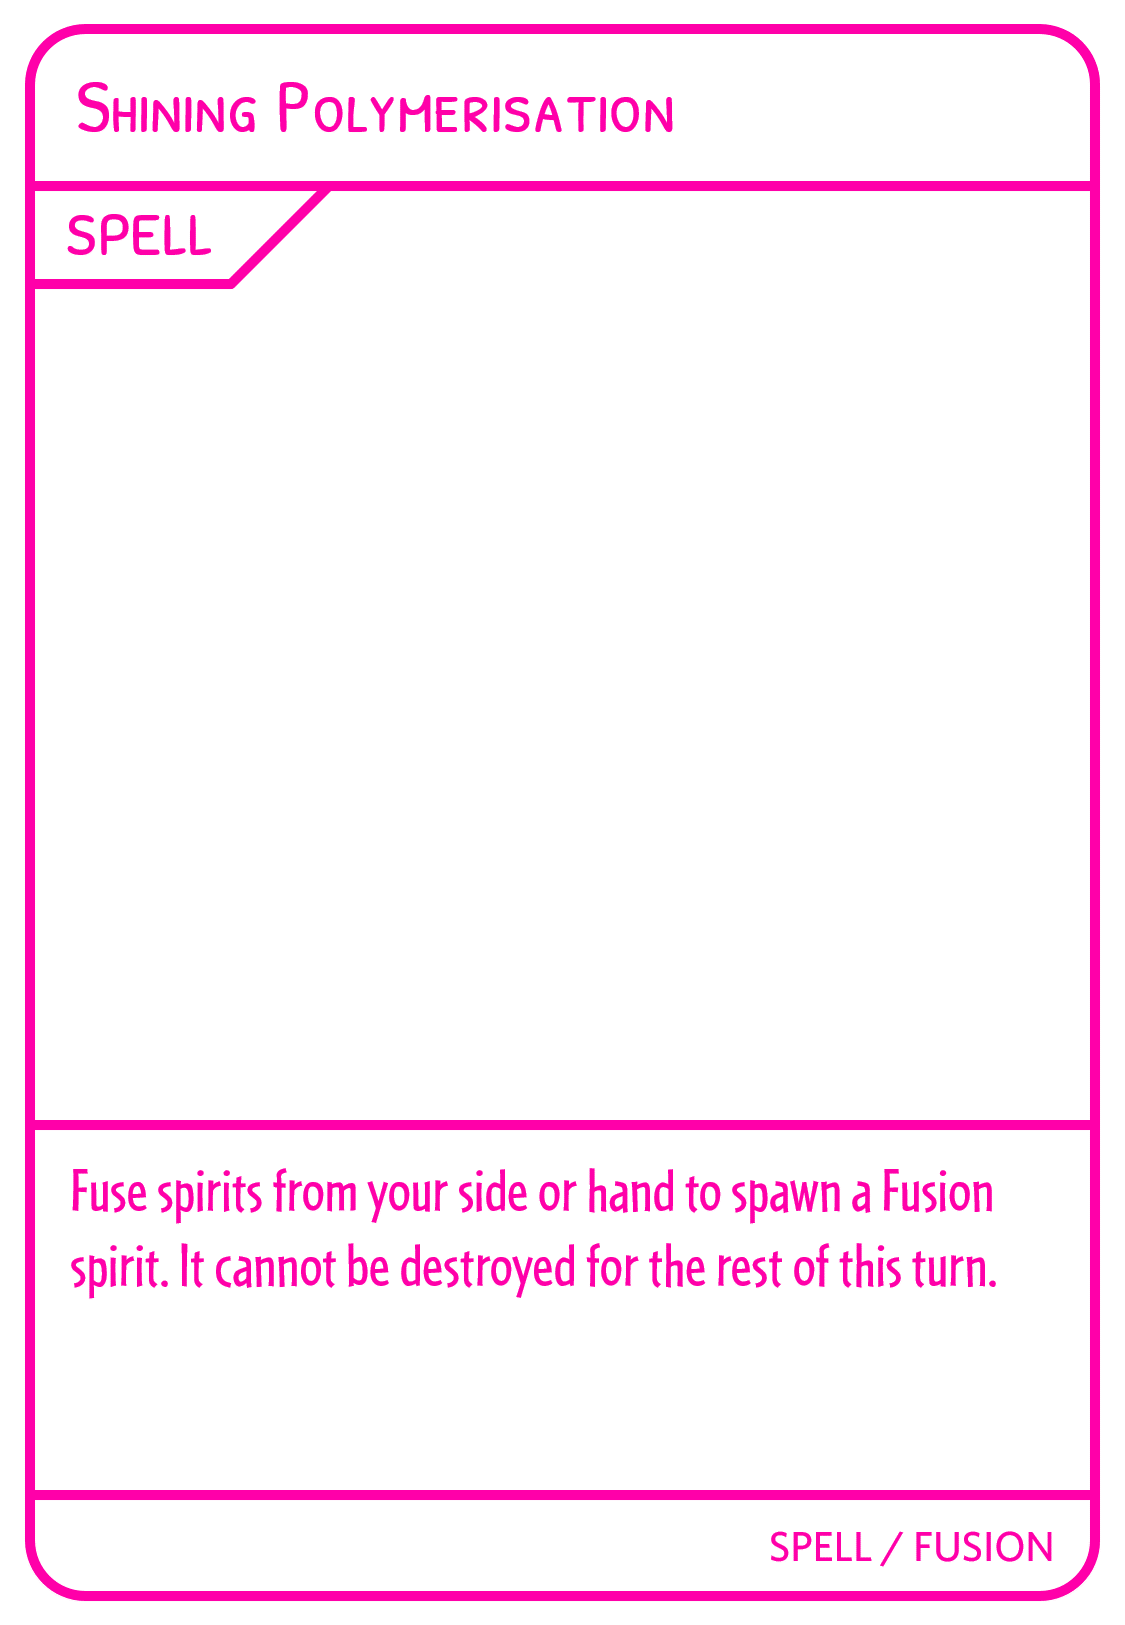 Shining Polymerisation
SPELL
Fuse spirits from your side or hand to spawn a Fusion
spirit. It cannot be destroyed for the rest of this turn.
SPELL / FUSION